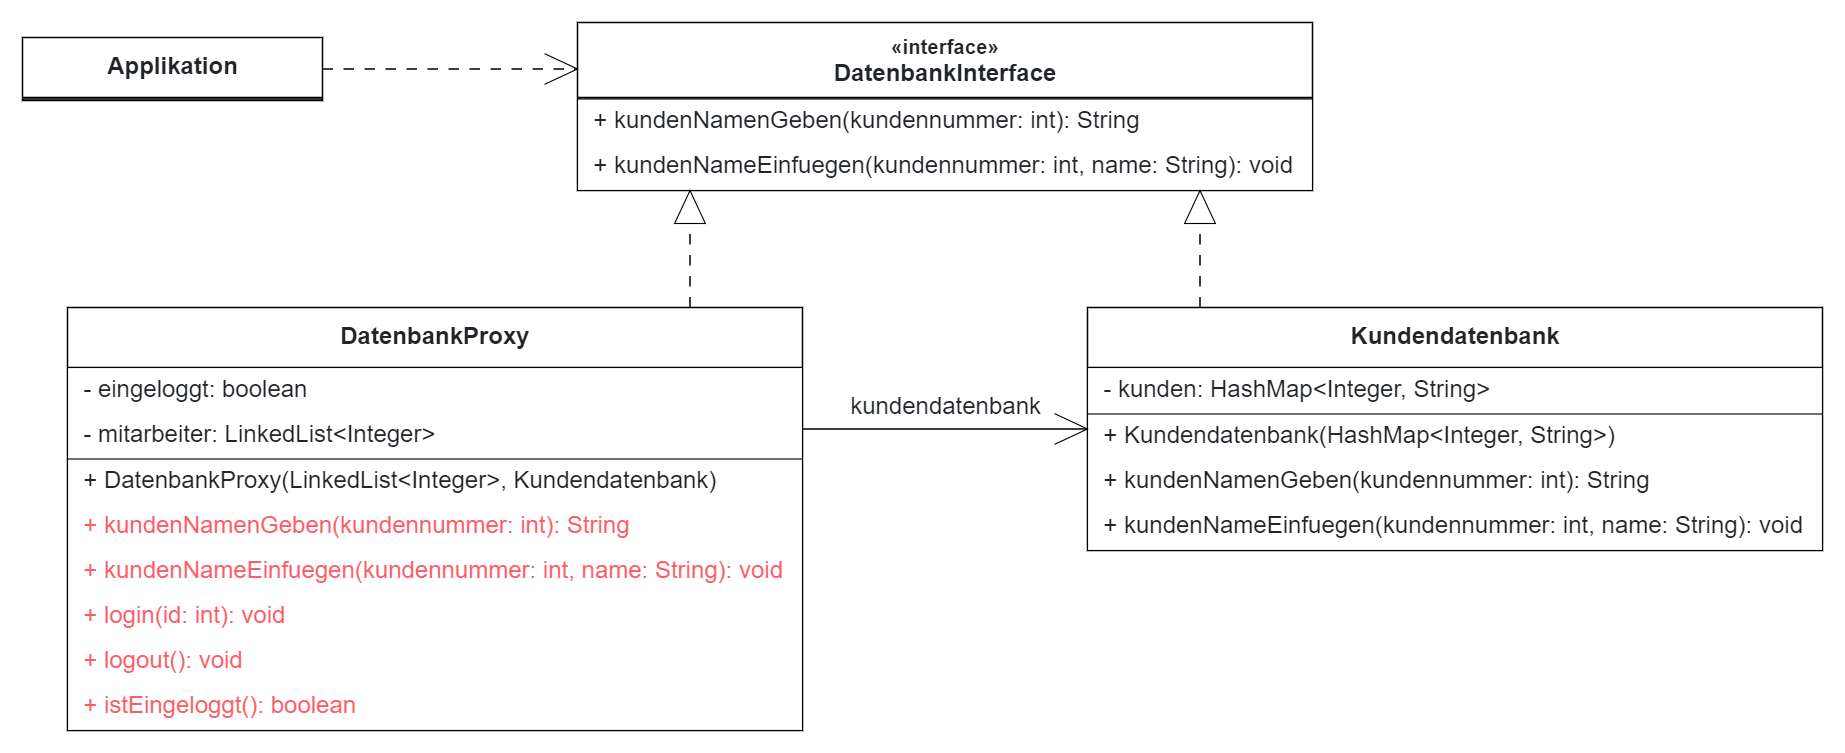 Applikation
«interface»
DatenbankInterface
+ kundenNamenGeben(kundennummer: int): String
+ kundenNameEinfuegen(kundennummer: int, name: String): void
DatenbankProxy
- eingeloggt: boolean
- mitarbeiter: LinkedList<Integer>
+ DatenbankProxy(LinkedList<Integer>, Kundendatenbank)
+ kundenNamenGeben(kundennummer: int): String
+ kundenNameEinfuegen(kundennummer: int, name: String): void
+ login(id: int): void
+ logout(): void
+ istEingeloggt(): boolean
kundendatenbank
Kundendatenbank
- kunden: HashMap<Integer, String>
+ Kundendatenbank(HashMap<Integer, String>)
+ kundenNamenGeben(kundennummer: int): String
+ kundenNameEinfuegen(kundennummer: int, name: String): void